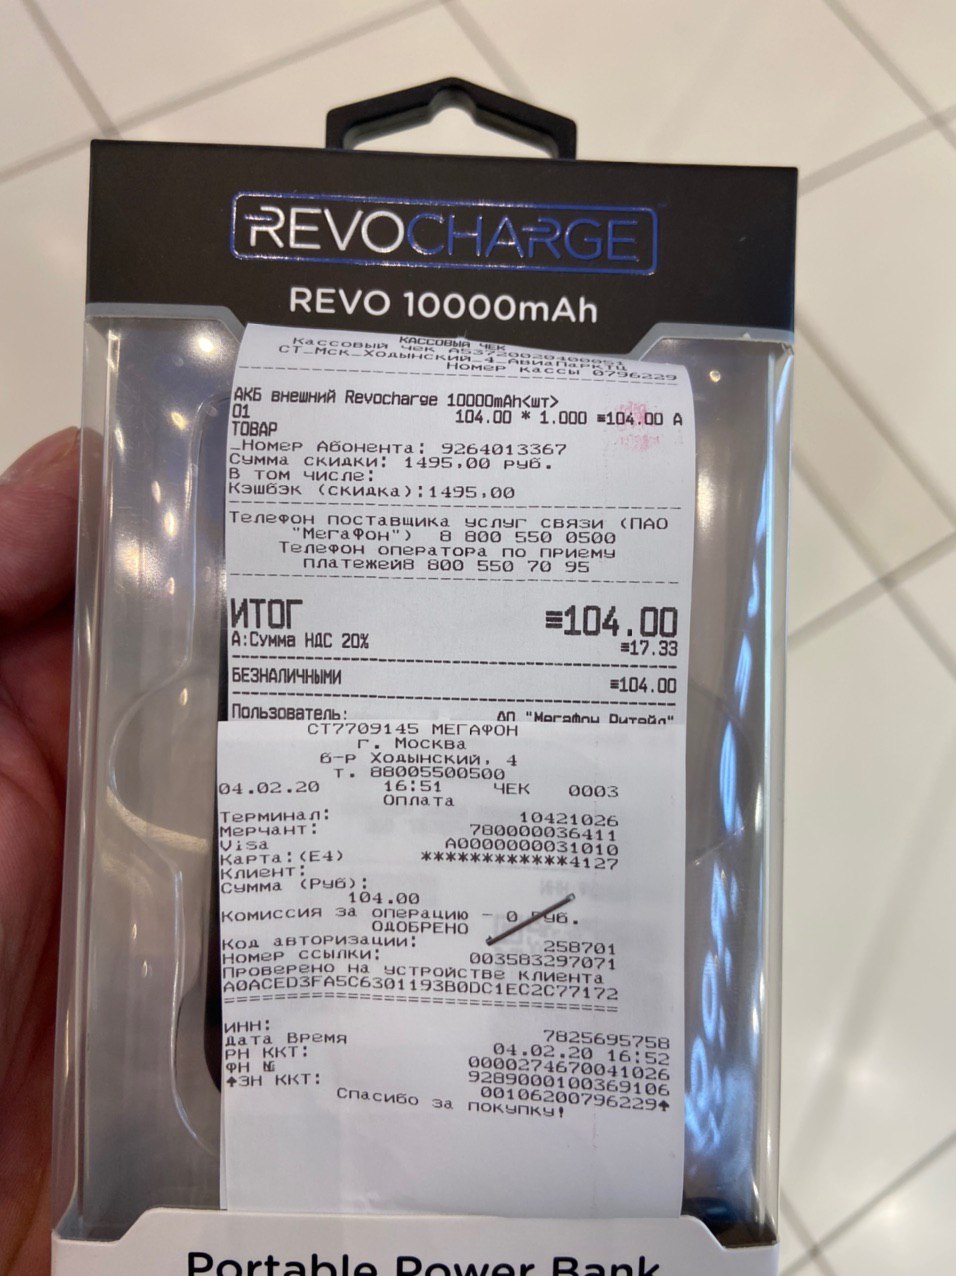 REVOCHARGE
REVO 10000mAh
КАССОВЫЙ ЧЕК
Кассовый чек
СТ_Мск_Ходынский_4_АвиапаркТЦ
Номер кассы 0796229
АКБ внешний Revocharge 10000mAh<шт>
01 104.00 * 1.000 ≡104.00 А
ТОВАР
_Номер Абонента: 9264013367
Сумма скидки: 1495.00 руб.
В том числе:
Кэшбэк (скидка):1495.00
Телефон поставщика услуг связи (ПАО
"МегаФон") 8 800 550 0500
Телефон оператора по приему
платежей8 800 550 70 95
ИТОГ ≡104.00
А:Сумма НДС 20% ≡17.33
БЕЗНАЛИЧНЫМИ ≡104.00
Пользователь: АО "МегаФон Ритейл"
СТ7709145 МЕГАФОН
г. Москва
б-р Ходынский, 4
Т. 88005500500
04.02.20 16:51 ЧЕК 0003
Оплата
Терминал: 10421026
Мерчант: 780000036411
Visa A0000000031010
Карта:(E4) ************4127
Клиент:
Сумма (Руб):
104.00
Комиссия за операцию - 0 Руб.
ОДОБРЕНО
Код авторизации: 258701
Номер ссылки: 003583297071
Проверено на устройстве клиента
A0ACED3FA5C6301193B0DC1EC2C77172
==================================
ИНН: 7825695758
Дата Время 04.02.20 16:52
РН ККТ: 0000274670041026
ФН № 9289000100369106
♠ЗН ККТ: 00106200796229♠
Спасибо за покупку!
Portable Power Bank